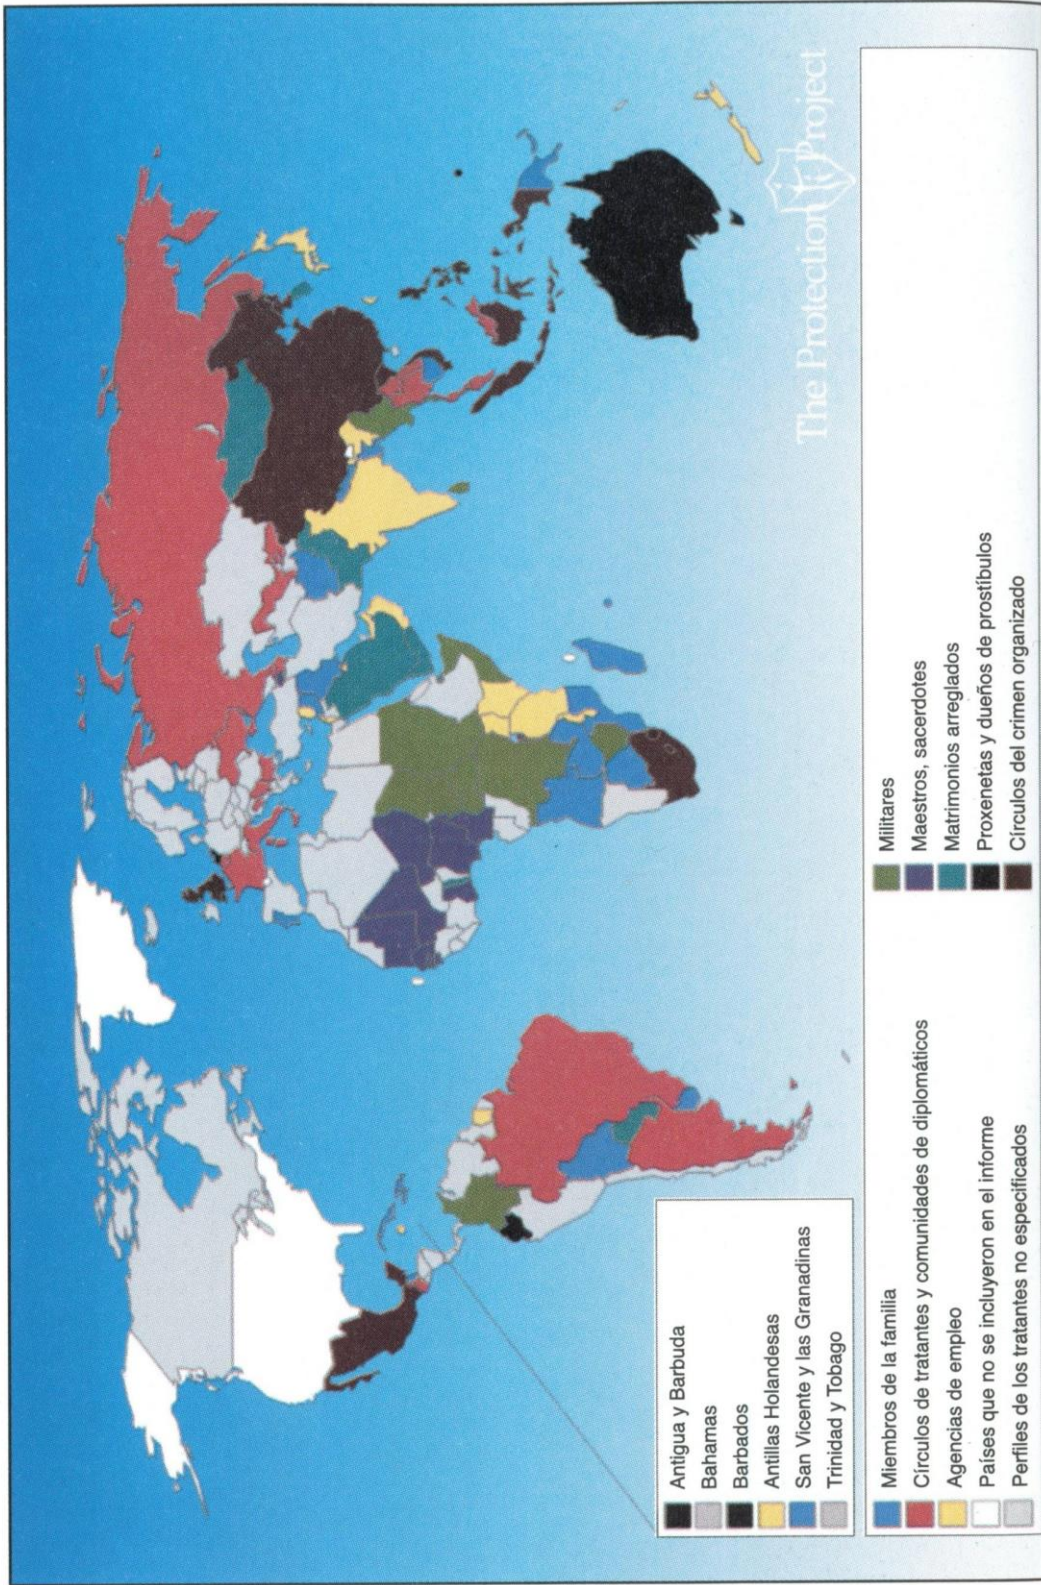 The Protection Project
Antigua y Barbuda
Bahamas
Barbados
Antillas Holandesas
San Vicente y las Granadinas
Trinidad y Tobago
Miembros de la familia
Círculos de tratantes y comunidades de diplomáticos
Agencias de empleo
Países que no se incluyeron en el informe
Perfiles de los tratantes no especificados
Militares
Maestros, sacerdotes
Matrimonios arreglados
Proxenetas y dueños de prostíbulos
Círculos del crimen organizado